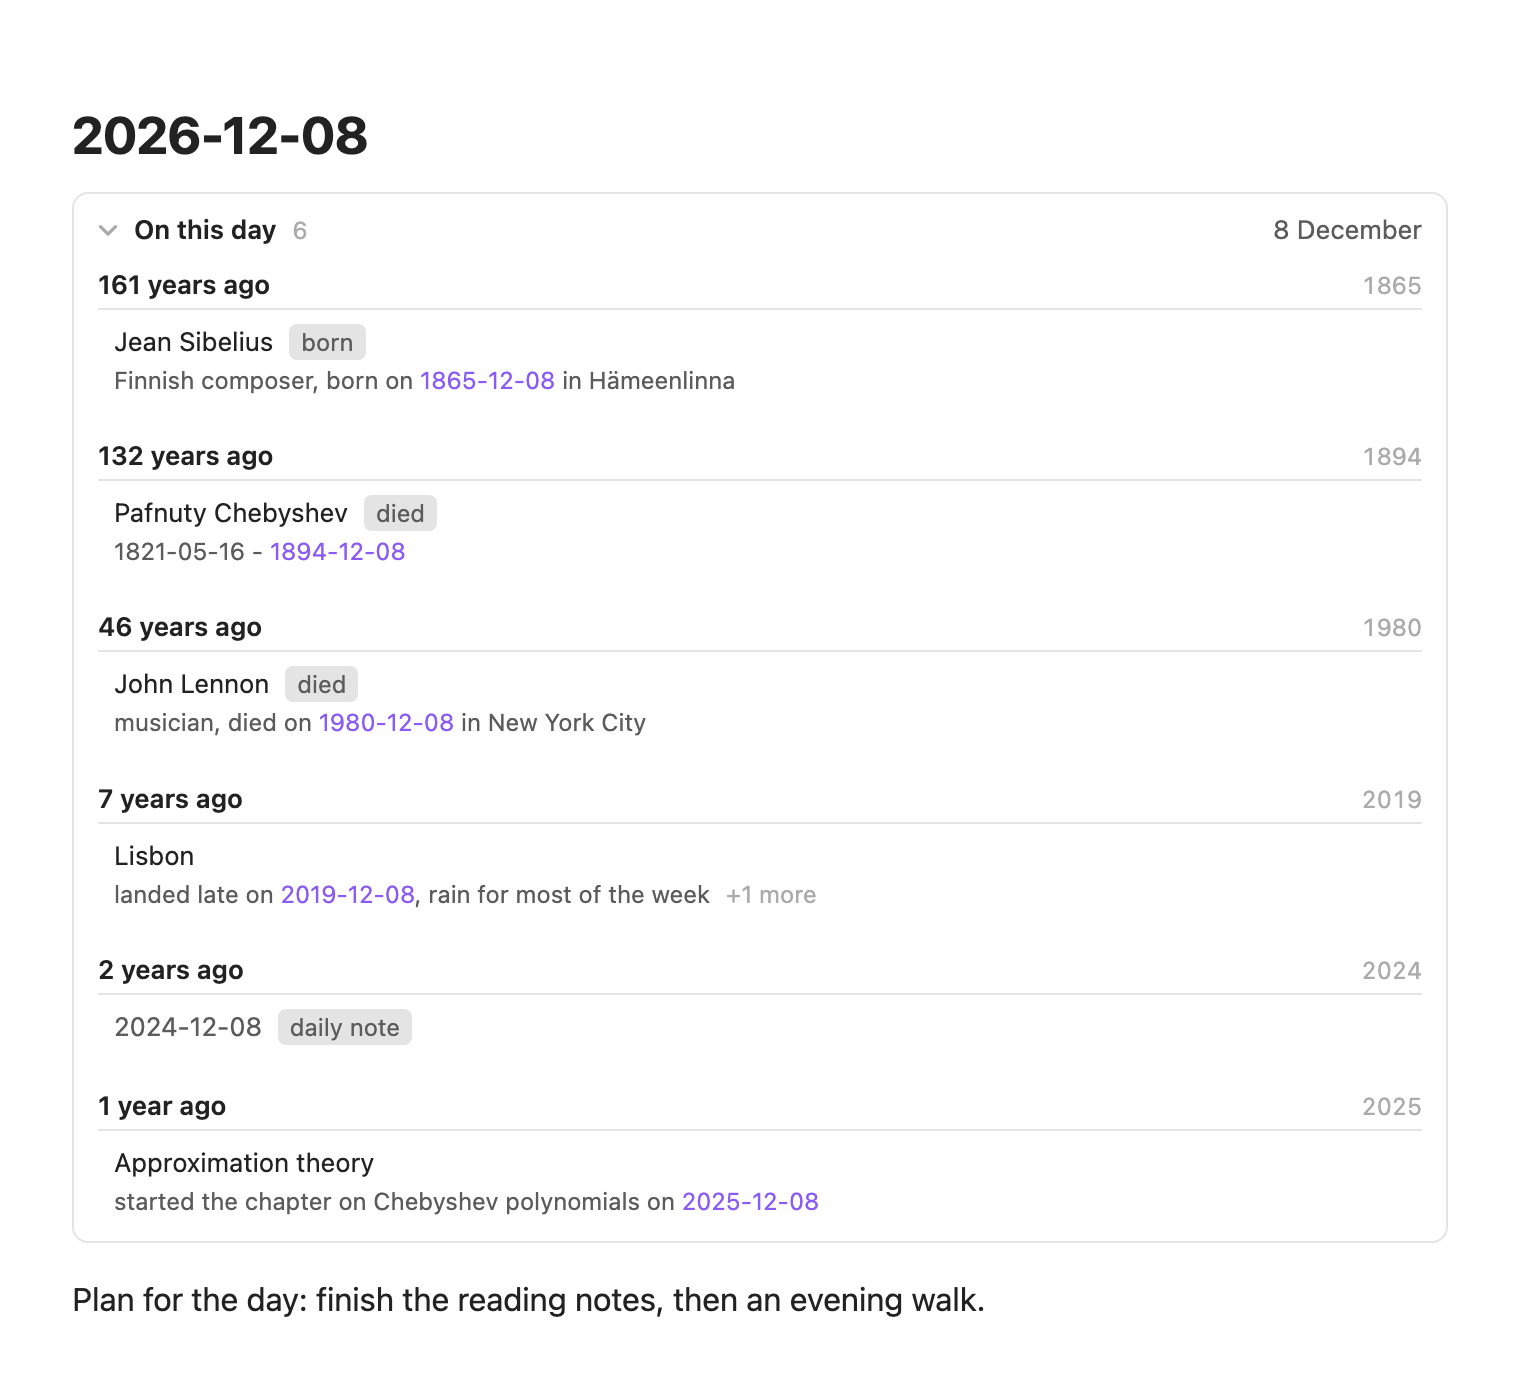 2026-12-08
On this day 6 8 December
161 years ago 1865
Jean Sibelius born
Finnish composer, born on 1865-12-08 in Hämeenlinna
132 years ago 1894
Pafnuty Chebyshev died
1821-05-16 - 1894-12-08
46 years ago 1980
John Lennon died
musician, died on 1980-12-08 in New York City
7 years ago 2019
Lisbon
landed late on 2019-12-08, rain for most of the week +1 more
2 years ago 2024
2024-12-08 daily note
1 year ago 2025
Approximation theory
started the chapter on Chebyshev polynomials on 2025-12-08
Plan for the day: finish the reading notes, then an evening walk.